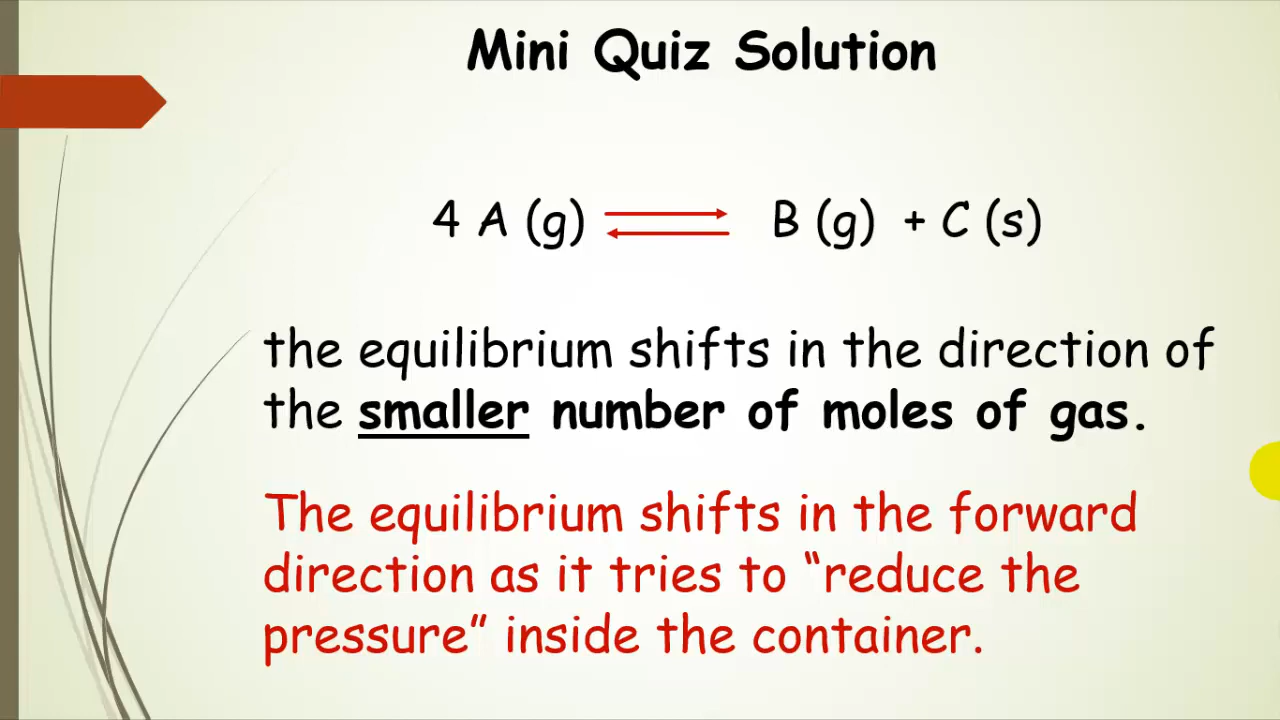 Mini Quiz Solution
4 A (g) ⇄ B (g) + C (s)
the equilibrium shifts in the direction of
the smaller number of moles of gas.
The equilibrium shifts in the forward
direction as it tries to “reduce the
pressure” inside the container.